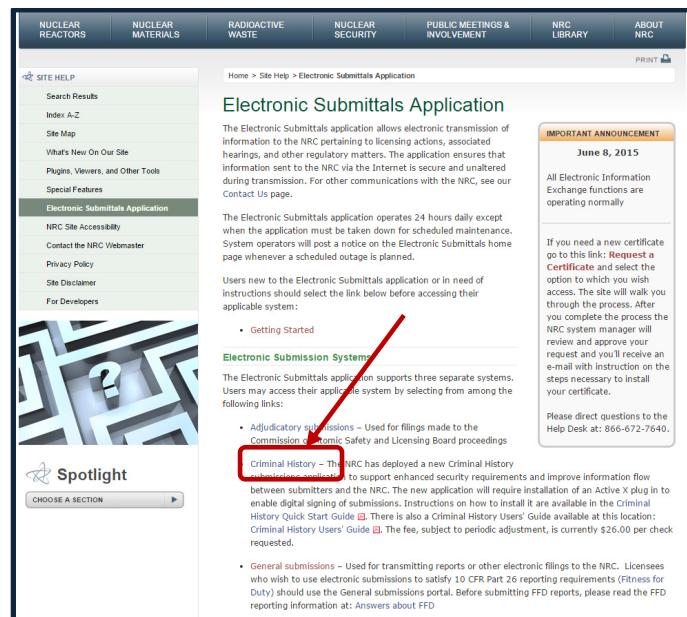 NUCLEAR REACTORS
NUCLEAR MATERIALS
RADIOACTIVE WASTE
NUCLEAR SECURITY
PUBLIC MEETINGS & INVOLVEMENT
NRC LIBRARY
ABOUT NRC
PRINT
SITE HELP
Search Results
Index A-Z
Site Map
What's New On Our Site
Plugins, Viewers, and Other Tools
Special Features
Electronic Submittals Application
NRC Site Accessibility
Contact the NRC Webmaster
Privacy Policy
Site Disclaimer
For Developers
Spotlight
CHOOSE A SECTION
Home > Site Help > Electronic Submittals Application
Electronic Submittals Application
The Electronic Submittals application allows electronic transmission of
information to the NRC pertaining to licensing actions, associated
hearings, and other regulatory matters. The application ensures that
information sent to the NRC via the Internet is secure and unaltered
during transmission. For other communications with the NRC, see our
Contact Us page.
The Electronic Submittals application operates 24 hours daily except
when the application must be taken down for scheduled maintenance.
System operators will post a notice on the Electronic Submittals home
page whenever a scheduled outage is planned.
Users new to the Electronic Submittals application or in need of
instructions should select the link below before accessing their
applicable system:
• Getting Started
Electronic Submission Systems
The Electronic Submittals application supports three separate systems.
Users may access their applicable system by selecting from among the
following links:
• Adjudicatory submissions – Used for filings made to the
Commission or Atomic Safety and Licensing Board proceedings
• Criminal History – The NRC has deployed a new Criminal History
submissions application to support enhanced security requirements and improve information flow
between submitters and the NRC. The new application will require installation of an Active X plug in to
enable digital signing of submissions. Instructions on how to install it are available in the Criminal
History Quick Start Guide. There is also a Criminal History Users' Guide available at this location:
Criminal History Users' Guide. The fee, subject to periodic adjustment, is currently $26.00 per check
requested.
• General submissions – Used for transmitting reports or other electronic filings to the NRC. Licensees
who wish to use electronic submissions to satisfy 10 CFR Part 26 reporting requirements (Fitness for
Duty) should use the General submissions portal. Before submitting FFD reports, please read the FFD
reporting information at: Answers about FFD
IMPORTANT ANNOUNCEMENT
June 8, 2015
All Electronic Information
Exchange functions are
operating normally
If you need a new certificate
go to this link: Request a
Certificate and select the
option to which you wish
access. The site will walk you
through the process. After
you complete the process the
NRC system manager will
review and approve your
request and you'll receive an
e-mail with instruction on the
steps necessary to install
your certificate.
Please direct questions to the
Help Desk at: 866-672-7640.